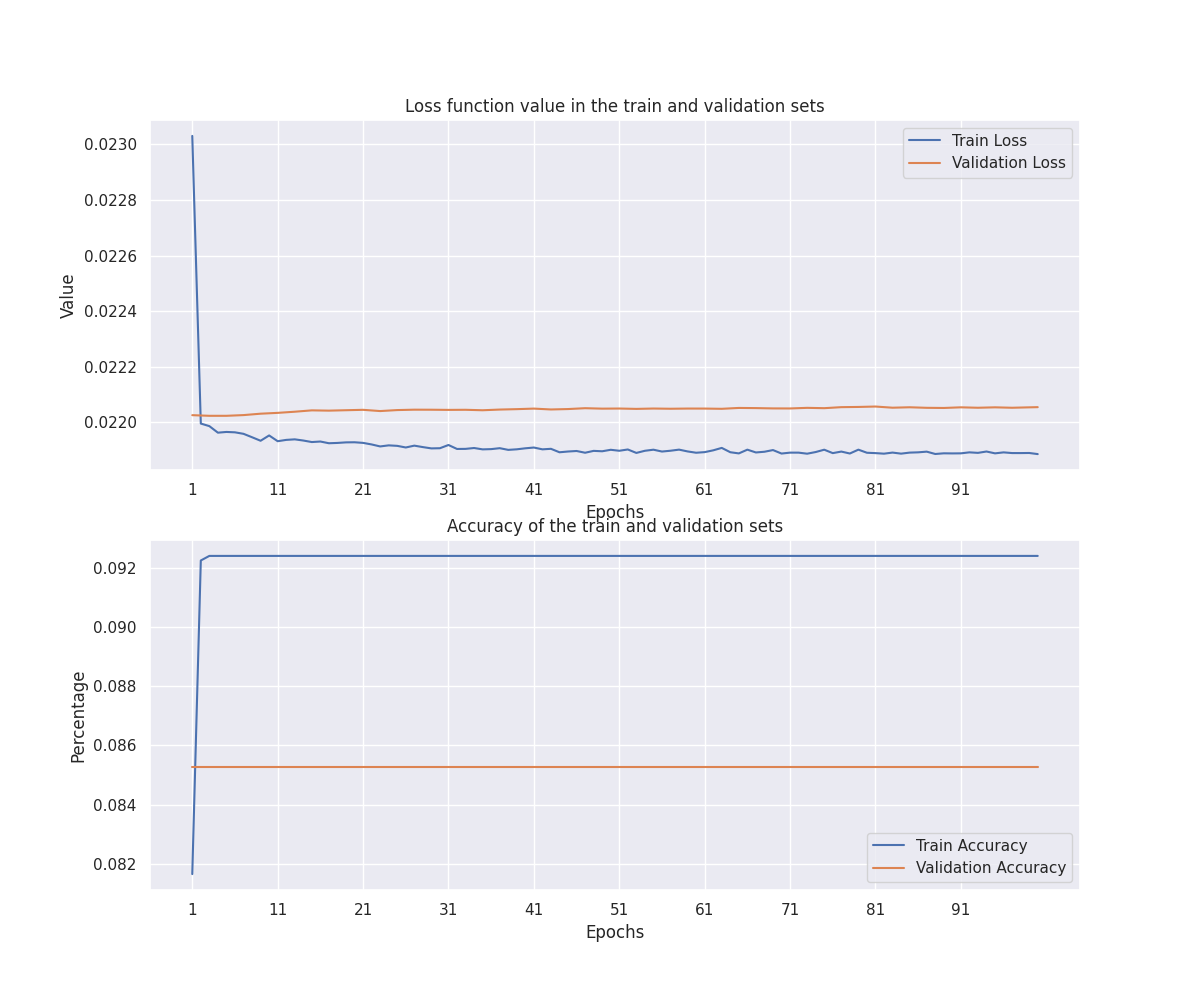 Loss function value in the train and validation sets
0.0230
0.0228
0.0226
0.0224
0.0222
0.0220
Value
Train Loss
Validation Loss
1 11 21 31 41 51 61 71 81 91
Epochs
Accuracy of the train and validation sets
0.092
0.090
0.088
0.086
0.084
0.082
Percentage
Train Accuracy
Validation Accuracy
1 11 21 31 41 51 61 71 81 91
Epochs